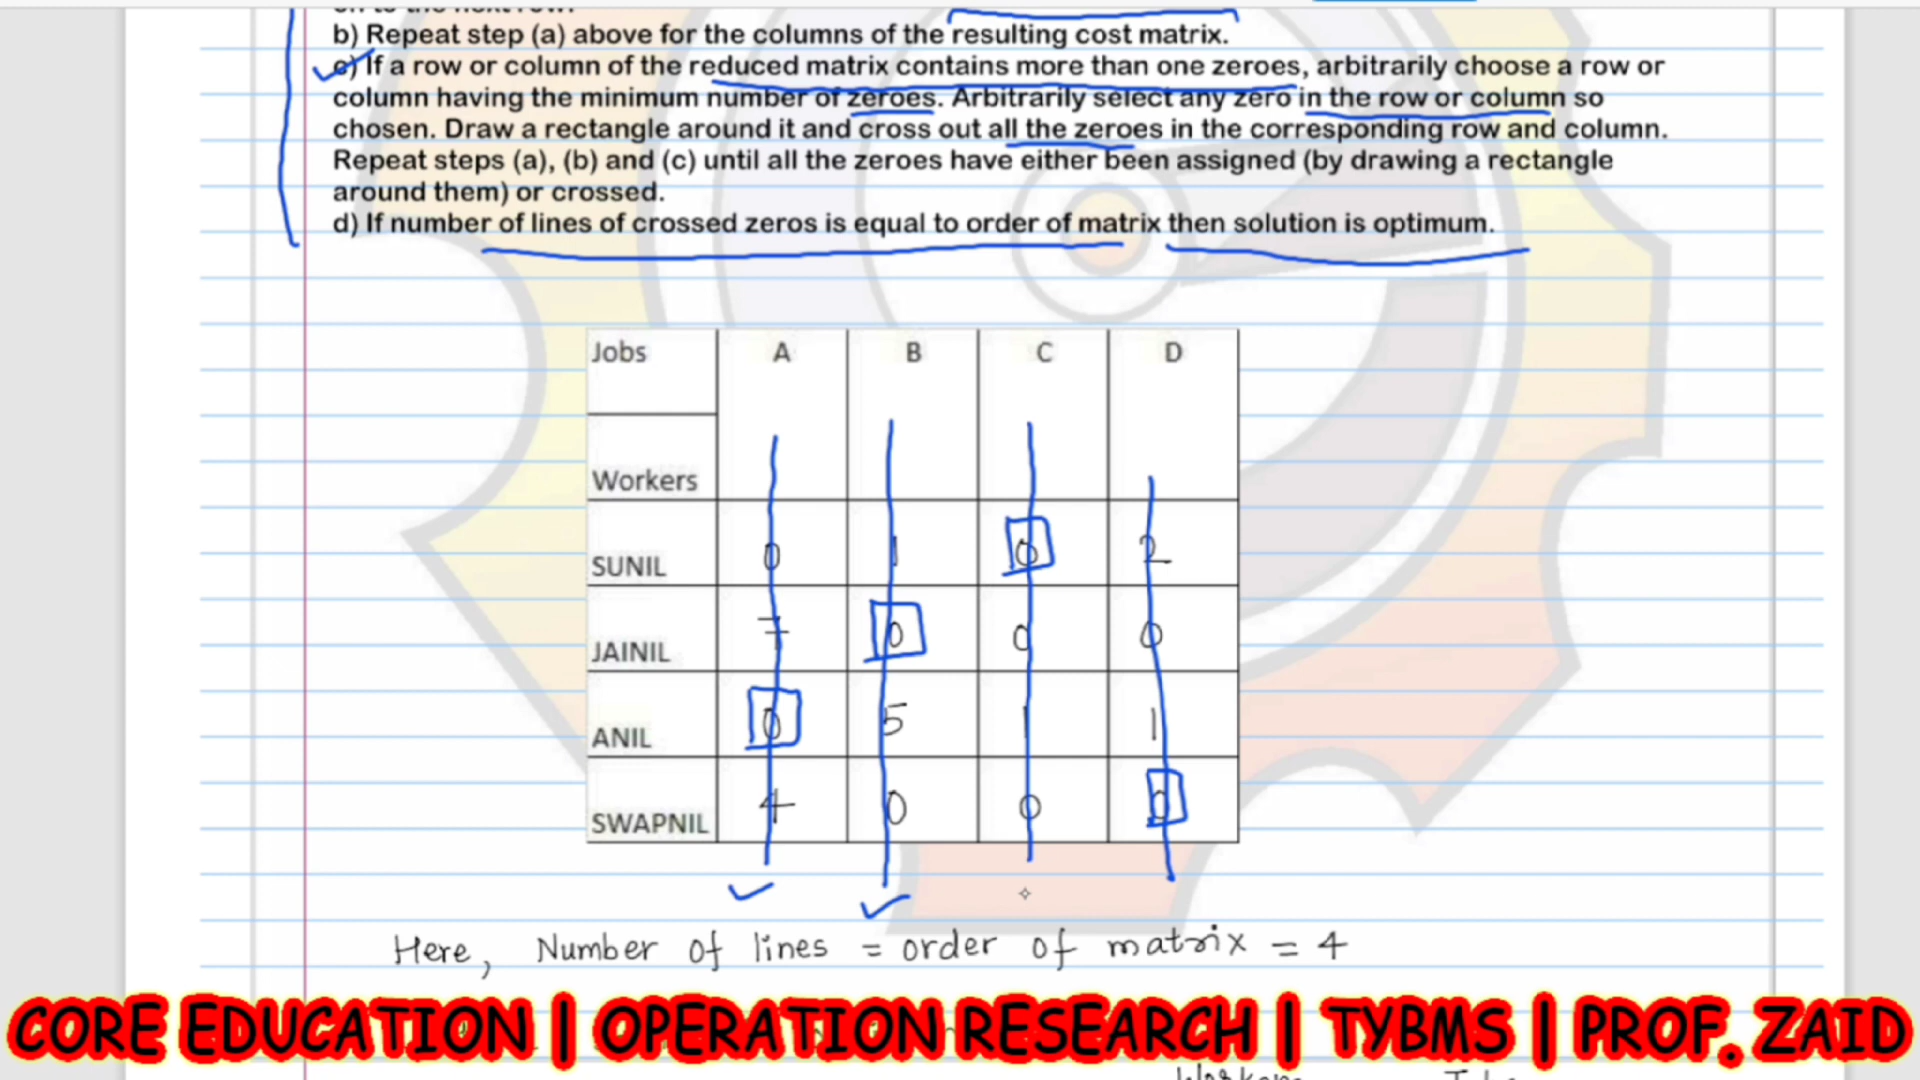 b) Repeat step (a) above for the columns of the resulting cost matrix.
c) If a row or column of the reduced matrix contains more than one zeroes, arbitrarily choose a row or
column having the minimum number of zeroes. Arbitrarily select any zero in the row or column so
chosen. Draw a rectangle around it and cross out all the zeroes in the corresponding row and column.
Repeat steps (a), (b) and (c) until all the zeroes have either been assigned (by drawing a rectangle
around them) or crossed.
d) If number of lines of crossed zeros is equal to order of matrix then solution is optimum.
Jobs A B C D
Workers
SUNIL 0 1 0 2
JAINIL 7 0 0 0
ANIL 0 5 1 1
SWAPNIL 4 0 0 0
Here, Number of lines = order of matrix = 4
CORE EDUCATION | OPERATION RESEARCH | TYBMS | PROF. ZAID